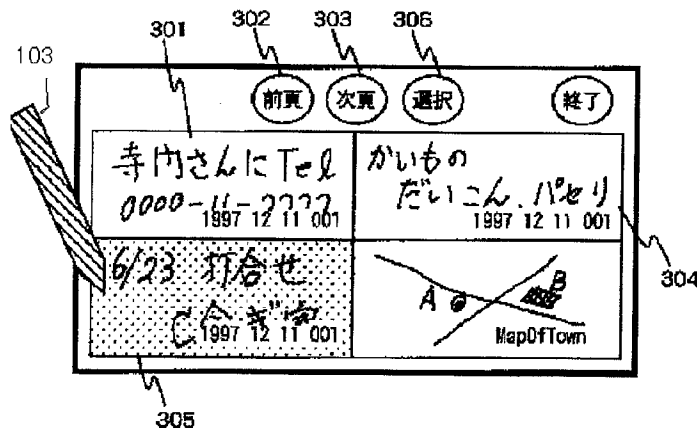 302 303 306
301
103
前頁 次頁 選択 終了
寺内さんにTel
0000-11-2222
1997 12 11 001
かいもの
だいこん.パセリ
1997 12 11 001
304
6/23 打合せ
1997 12 11 001
A B
MapOfTown
305